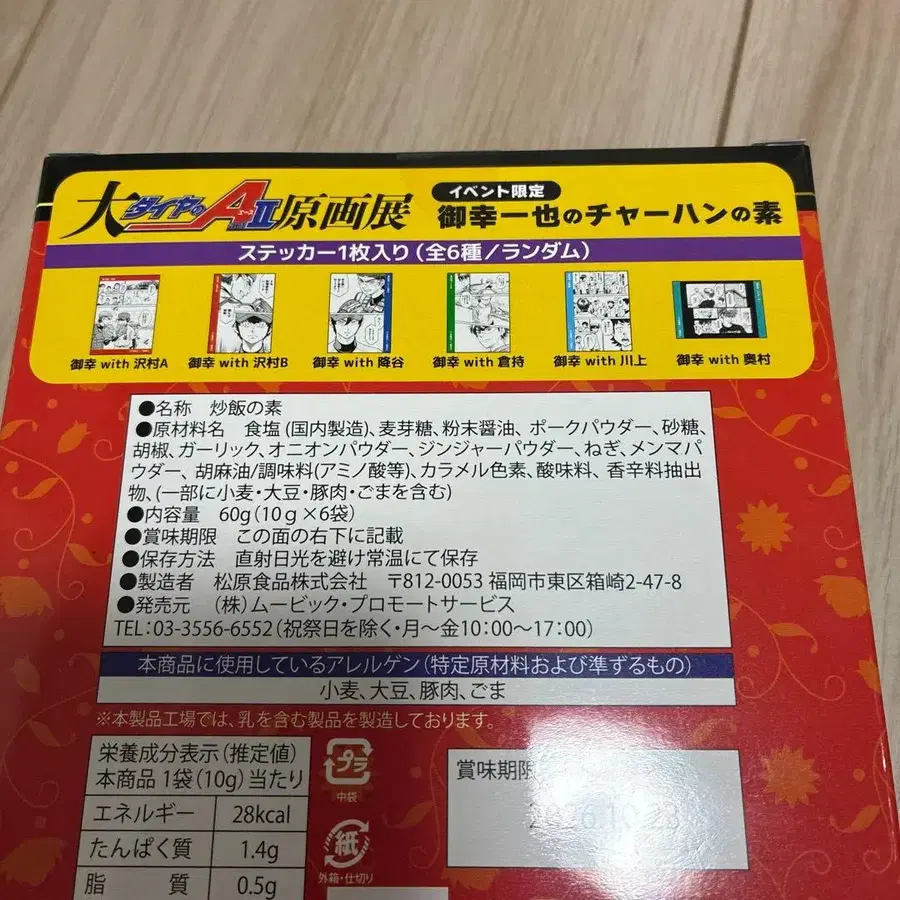 大ダイヤのAⅡ原画展
イベント限定
御幸一也のチャーハンの素
ステッカー1枚入り(全6種/ランダム)
御幸 with 沢村A
御幸 with 沢村B
御幸 with 降谷
御幸 with 倉持
御幸 with 川上
御幸 with 奥村
●名称 炒飯の素
●原材料名 食塩(国内製造)、麦芽糖、粉末醤油、ポークパウダー、砂糖、
胡椒、ガーリック、オニオンパウダー、ジンジャーパウダー、ねぎ、メンマパ
ウダー、胡麻油/調味料(アミノ酸等)、カラメル色素、酸味料、香辛料抽出
物、(一部に小麦・大豆・豚肉・ごまを含む)
●内容量 60g(10g×6袋)
●賞味期限 この面の右下に記載
●保存方法 直射日光を避け常温にて保存
●製造者 松原食品株式会社 〒812-0053 福岡市東区箱崎2-47-8
●発売元 (株)ムービック・プロモートサービス
TEL:03-3556-6552(祝祭日を除く・月~金10:00~17:00)
本商品に使用しているアレルゲン(特定原材料および準ずるもの)
小麦、大豆、豚肉、ごま
※本製品工場では、乳を含む製品を製造しております。
栄養成分表示(推定値)
本商品 1袋(10g)当たり
エネルギー 28kcal
たんぱく質 1.4g
脂質 0.5g
プラ
中袋
紙
外箱・仕切り
賞味期限